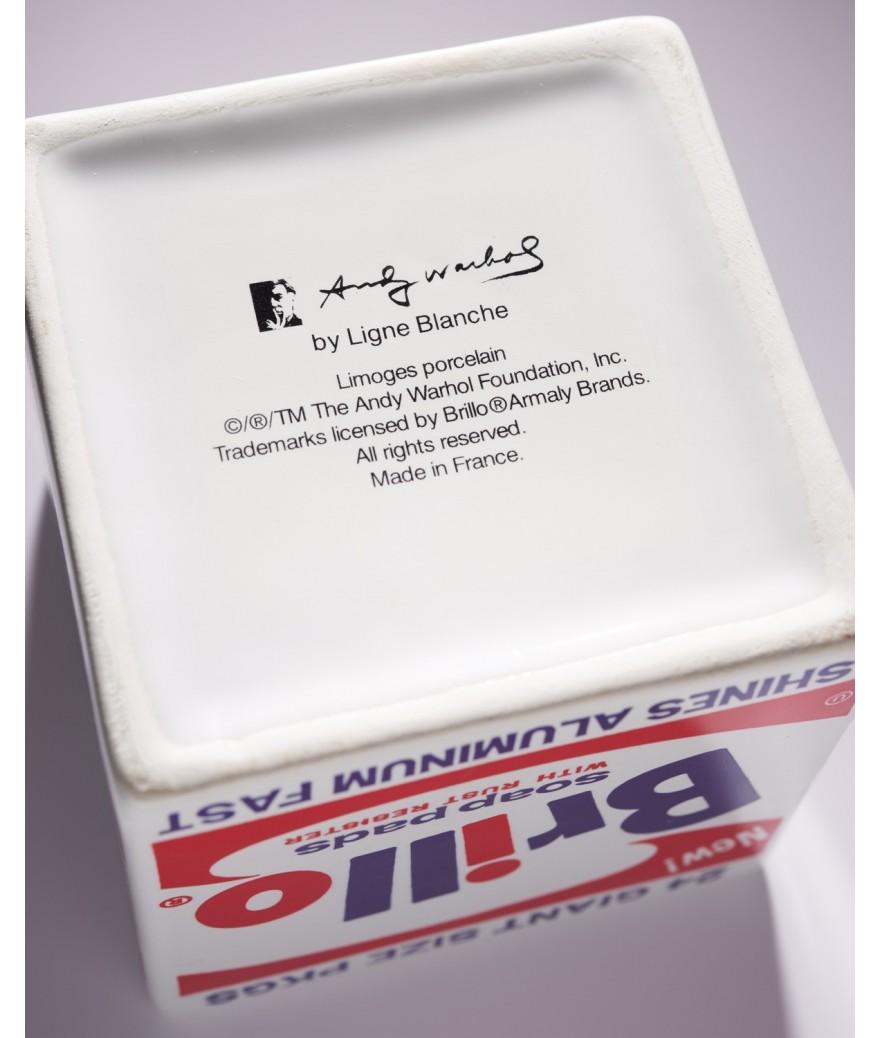 Andy Warhol
by Ligne Blanche
Limoges porcelain
©/®/TM The Andy Warhol Foundation, Inc.
Trademarks licensed by Brillo®Armaly Brands.
All rights reserved.
Made in France.
SHINES ALUMINUM FAST
WITH RUST RESISTER
soap pads
Brillo®
New!
24 GIANT SIZE PKGS